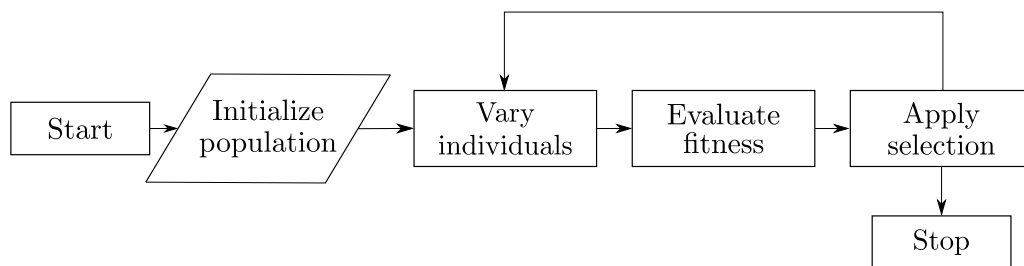 Start
Initialize
population
Vary
individuals
Evaluate
fitness
Apply
selection
Stop